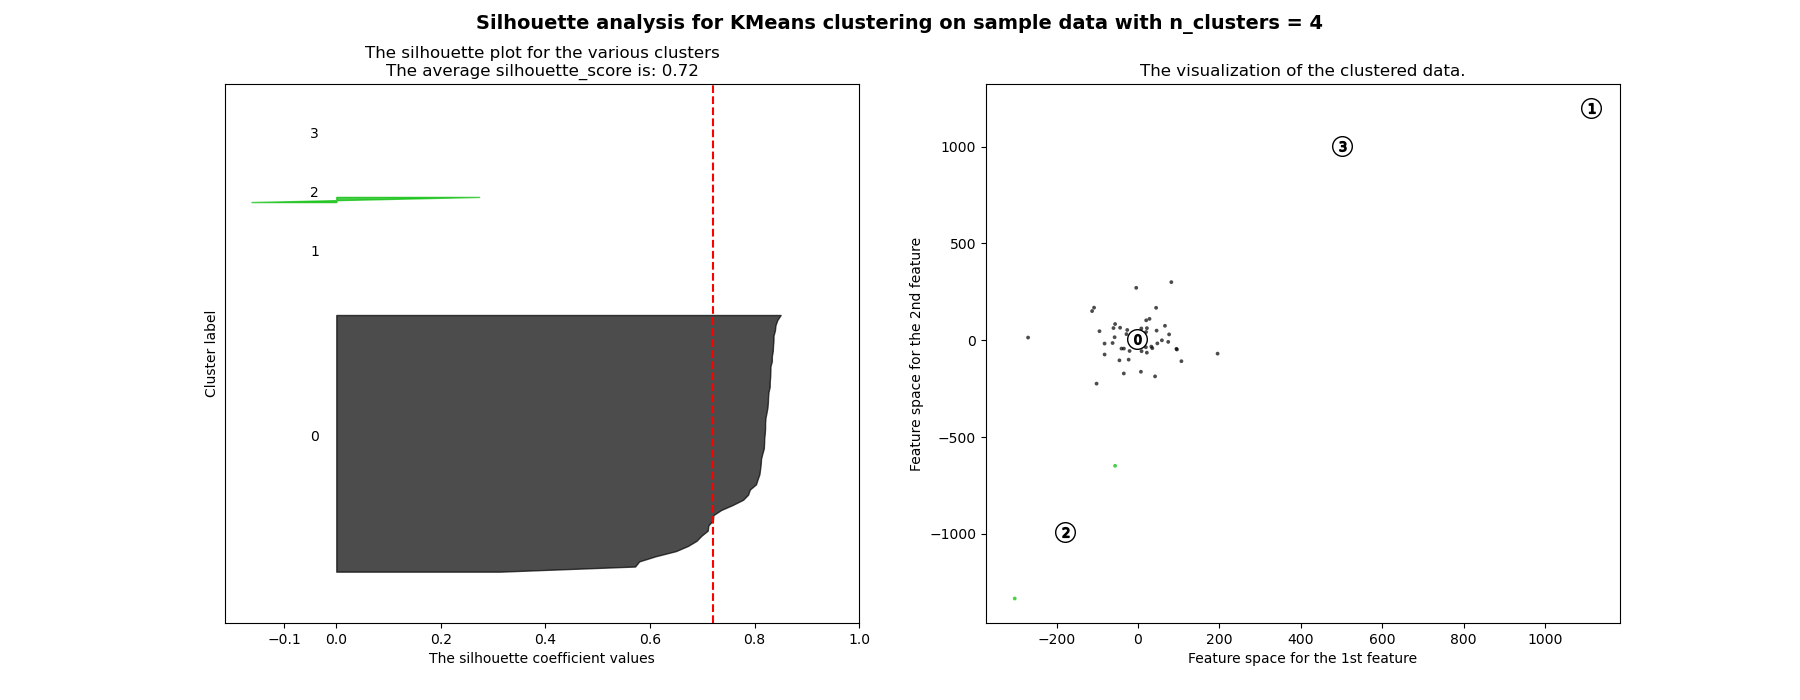 Silhouette analysis for KMeans clustering on sample data with n_clusters = 4
The silhouette plot for the various clusters
The average silhouette_score is: 0.72
3
2
1
0
Cluster label
−0.1 0.0 0.2 0.4 0.6 0.8 1.0
The silhouette coefficient values
The visualization of the clustered data.
1
3
0
2
1000
500
0
−500
−1000
Feature space for the 2nd feature
−200 0 200 400 600 800 1000
Feature space for the 1st feature